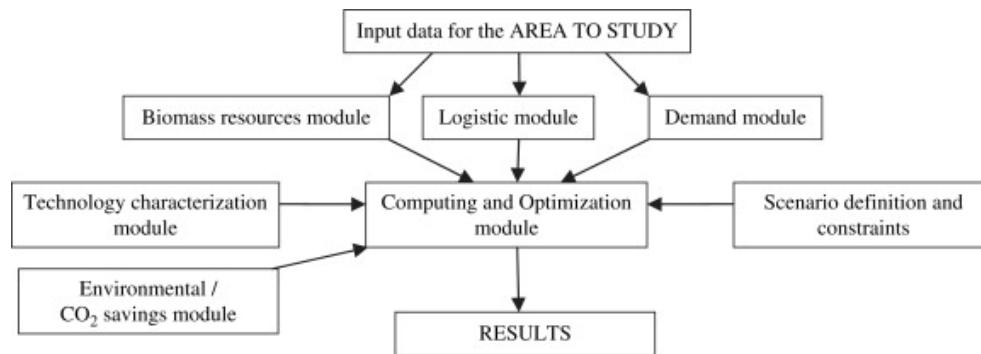 Input data for the AREA TO STUDY
Biomass resources module
Logistic module
Demand module
Technology characterization
module
Computing and Optimization
module
Scenario definition and
constraints
Environmental /
CO₂ savings module
RESULTS